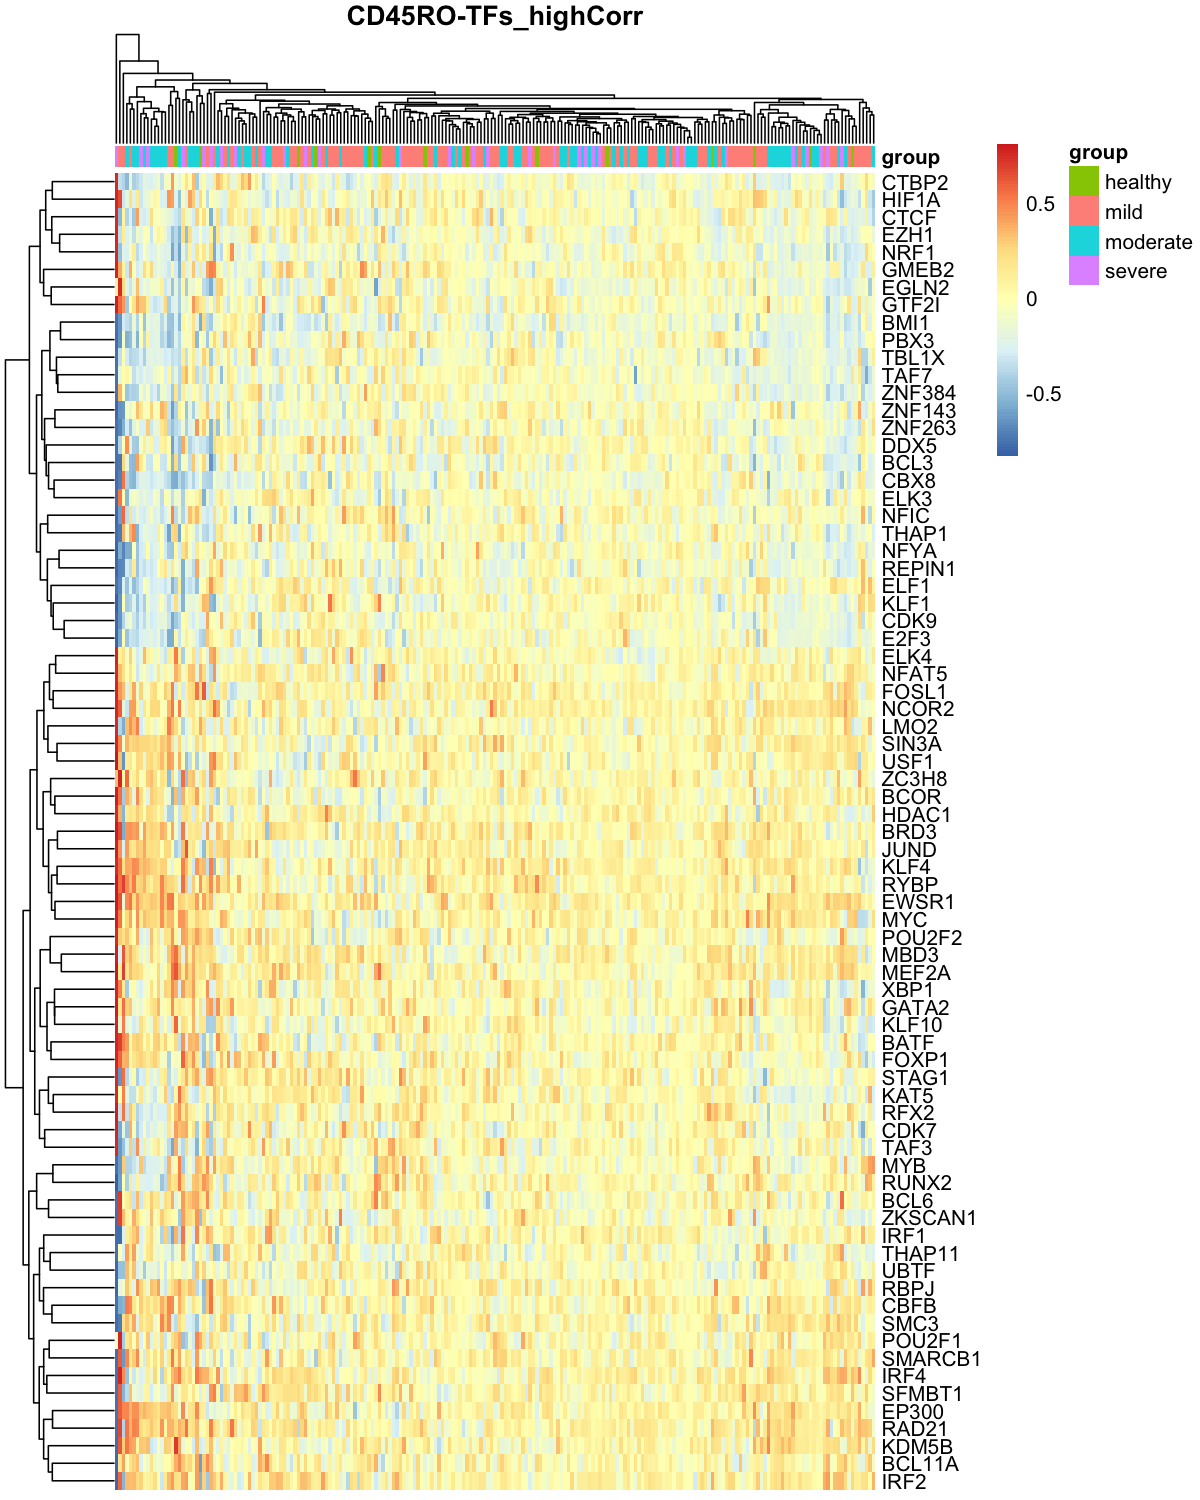 CD45RO-TFs_highCorr
group
CTBP2
HIF1A
CTCF
EZH1
NRF1
GMEB2
EGLN2
GTF2I
BMI1
PBX3
TBL1X
TAF7
ZNF384
ZNF143
ZNF263
DDX5
BCL3
CBX8
ELK3
NFIC
THAP1
NFYA
REPIN1
ELF1
KLF1
CDK9
E2F3
ELK4
NFAT5
FOSL1
NCOR2
LMO2
SIN3A
USF1
ZC3H8
BCOR
HDAC1
BRD3
JUND
KLF4
RYBP
EWSR1
MYC
POU2F2
MBD3
MEF2A
XBP1
GATA2
KLF10
BATF
FOXP1
STAG1
KAT5
RFX2
CDK7
TAF3
MYB
RUNX2
BCL6
ZKSCAN1
IRF1
THAP11
UBTF
RBPJ
CBFB
SMC3
POU2F1
SMARCB1
IRF4
SFMBT1
EP300
RAD21
KDM5B
BCL11A
IRF2
0.5
0
-0.5
group
healthy
mild
moderate
severe